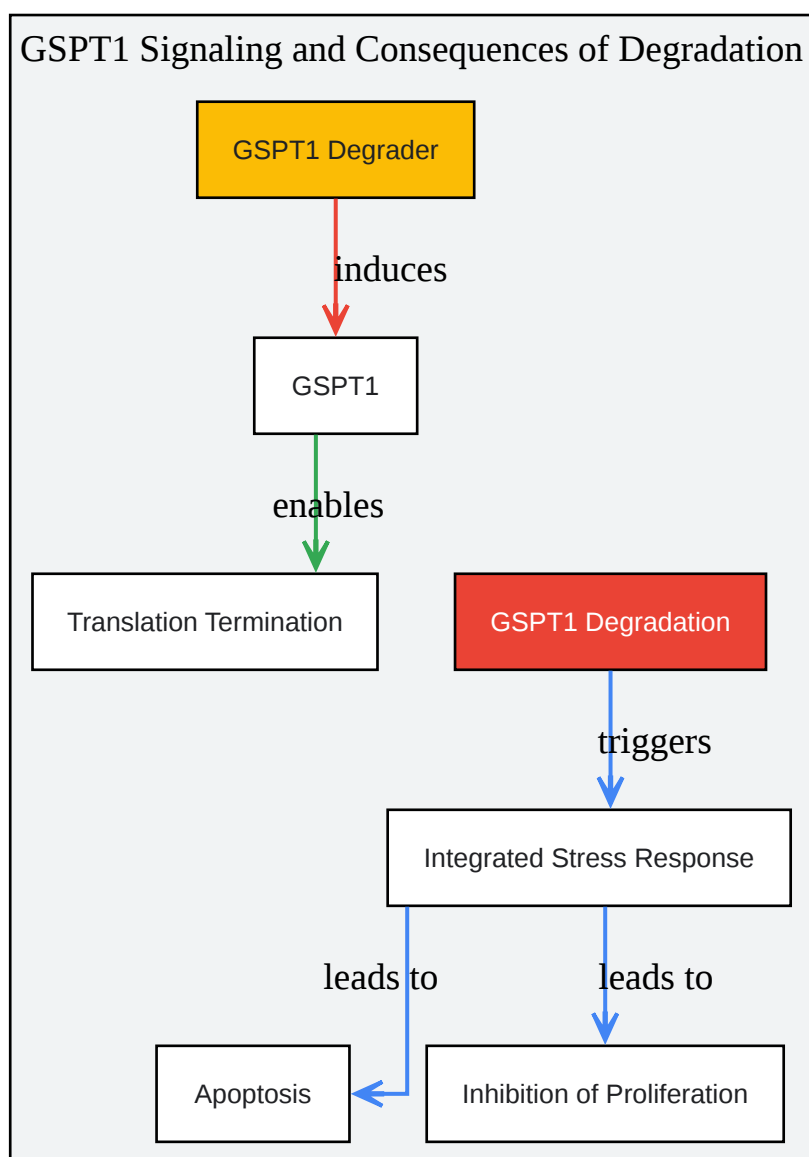 GSPT1 Signaling and Consequences of Degradation
GSPT1 Degrader
induces
GSPT1
enables
Translation Termination
GSPT1 Degradation
triggers
Integrated Stress Response
leads to
leads to
Apoptosis
Inhibition of Proliferation